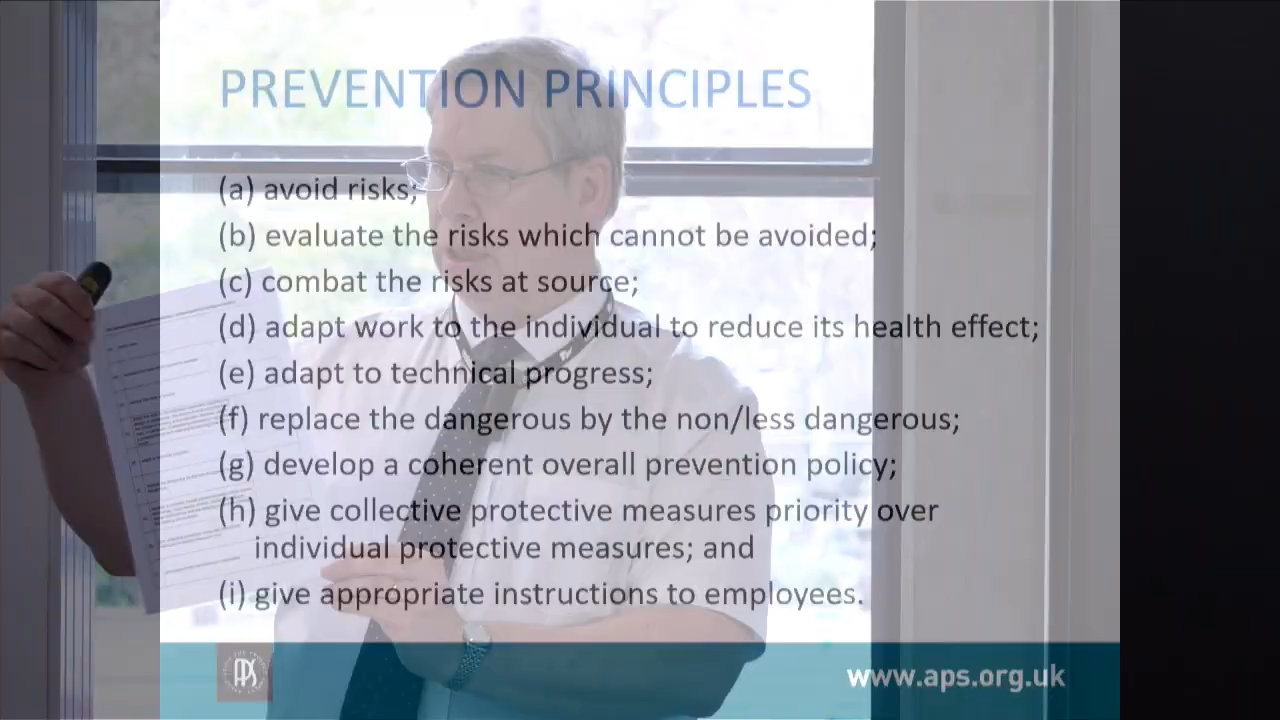 PREVENTION PRINCIPLES
(a) avoid risks;
(b) evaluate the risks which cannot be avoided;
(c) combat the risks at source;
(d) adapt work to the individual to reduce its health effect;
(e) adapt to technical progress;
(f) replace the dangerous by the non/less dangerous;
(g) develop a coherent overall prevention policy;
(h) give collective protective measures priority over
individual protective measures; and
(i) give appropriate instructions to employees.
APS
www.aps.org.uk